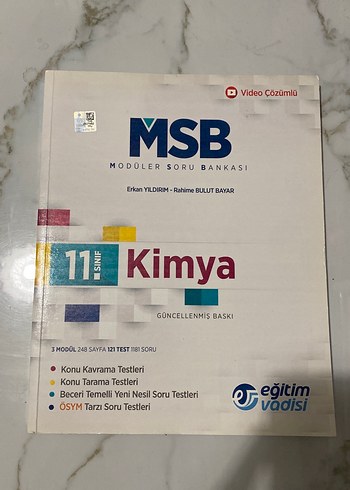 Video Çözümlü
MSB
MODÜLER SORU BANKASI
Erkan YILDIRIM - Rahime BULUT BAYAR
11. SINIF Kimya
GÜNCELLENMİŞ BASKI
3 MODÜL 248 SAYFA 121 TEST 1181 SORU
Konu Kavrama Testleri
Konu Tarama Testleri
Beceri Temelli Yeni Nesil Soru Testleri
ÖSYM Tarzı Soru Testleri
eğitim
vadisi